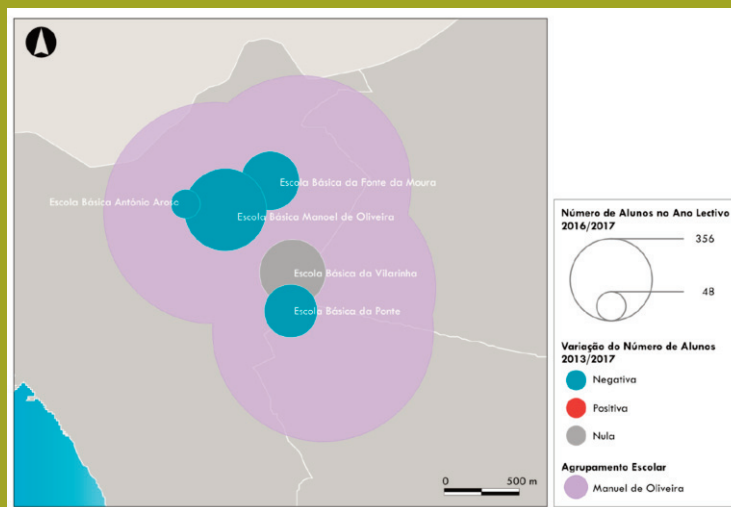 Escola Básica da Fonte da Moura
Escola Básica António Aroso
Escola Básica Manoel de Oliveira
Escola Básica da Vilarinha
Escola Básica da Ponte
0 500 m
Número de Alunos no Ano Lectivo
2016/2017
356
48
Variação do Número de Alunos
2013/2017
Negativa
Positiva
Nula
Agrupamento Escolar
Manuel de Oliveira